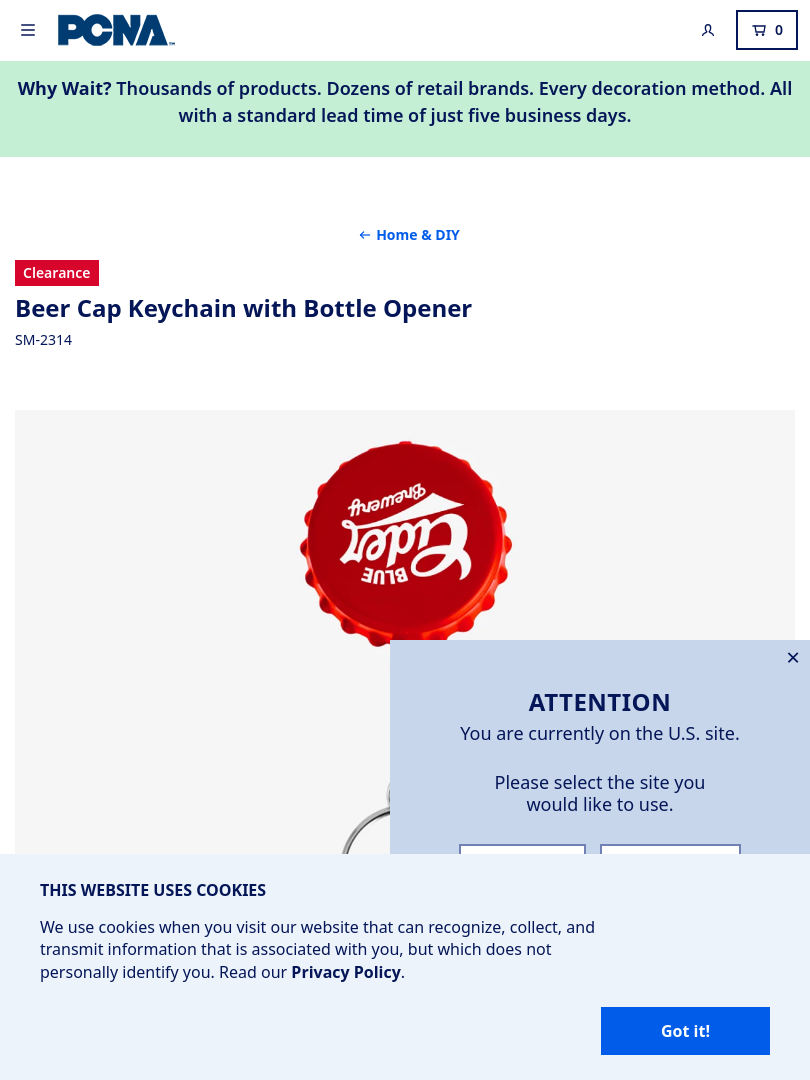 PCNA
0
Why Wait? Thousands of products. Dozens of retail brands. Every decoration method. All
with a standard lead time of just five business days.
← Home & DIY
Clearance
Beer Cap Keychain with Bottle Opener
SM-2314
BLUE
Cider
Brewery
ATTENTION
You are currently on the U.S. site.
Please select the site you
would like to use.
THIS WEBSITE USES COOKIES
We use cookies when you visit our website that can recognize, collect, and
transmit information that is associated with you, but which does not
personally identify you. Read our Privacy Policy.
Got it!